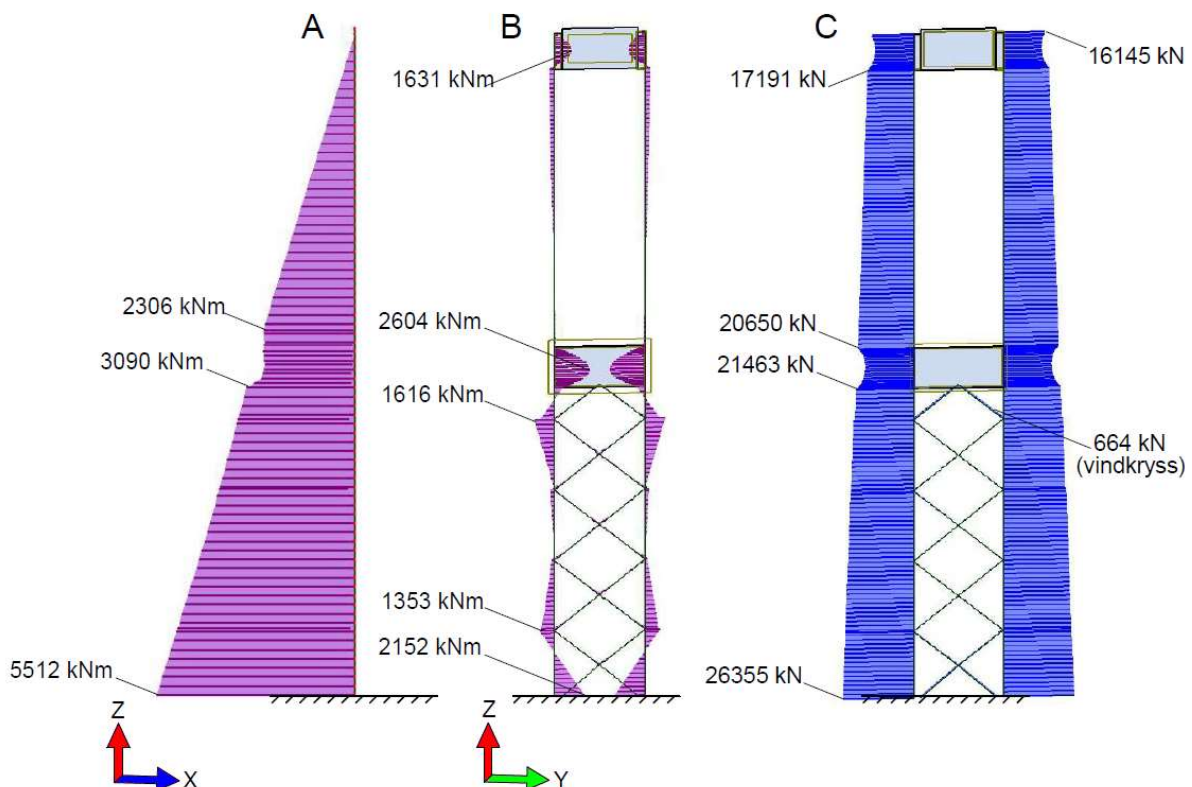 A
B
C
1631 kNm
17191 kN
16145 kN
2306 kNm
3090 kNm
2604 kNm
1616 kNm
20650 kN
21463 kN
664 kN
(vindkryss)
1353 kNm
2152 kNm
5512 kNm
26355 kN
Z
X
Z
Y